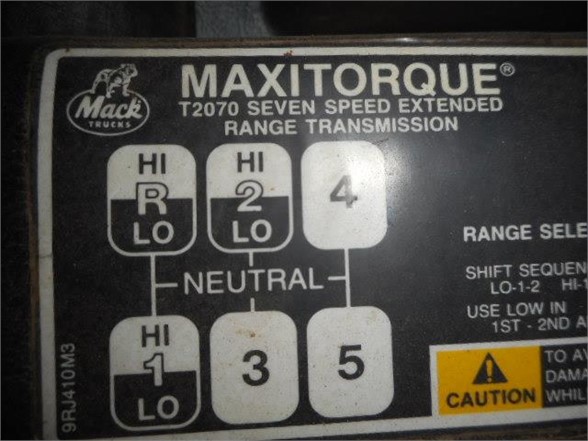 Mack
TRUCKS
MAXITORQUE®
T2070 SEVEN SPEED EXTENDED
RANGE TRANSMISSION
HI HI
R 2 4
LO LO
NEUTRAL
HI
1 3 5
LO
RANGE SELE
SHIFT SEQUEN
LO-1-2 HI-1
USE LOW IN
1ST - 2ND A
CAUTION
TO AV
DAMA
WHIL
9RJ410M3